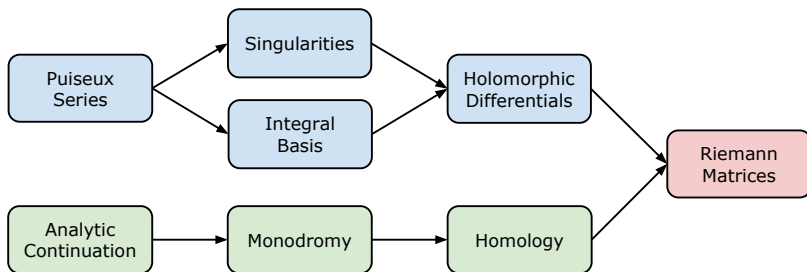 Puiseux
Series
Singularities
Integral
Basis
Holomorphic
Differentials
Riemann
Matrices
Analytic
Continuation
Monodromy
Homology